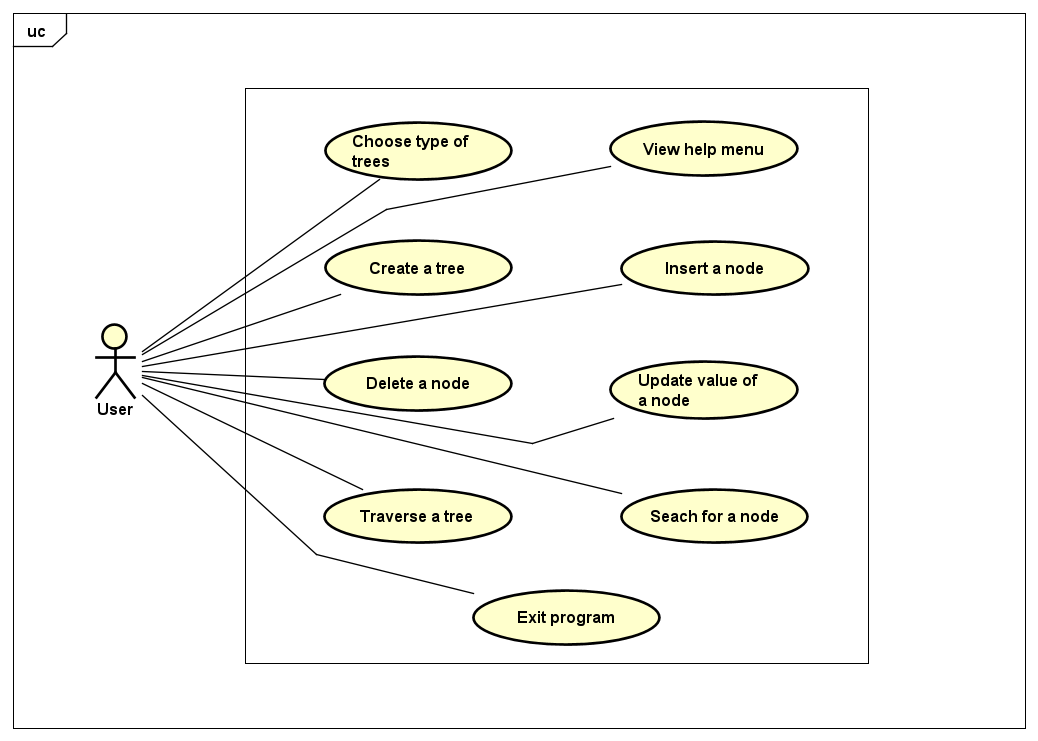 uc
Choose type of
trees
View help menu
Create a tree
Insert a node
User
Delete a node
Update value of
a node
Traverse a tree
Seach for a node
Exit program